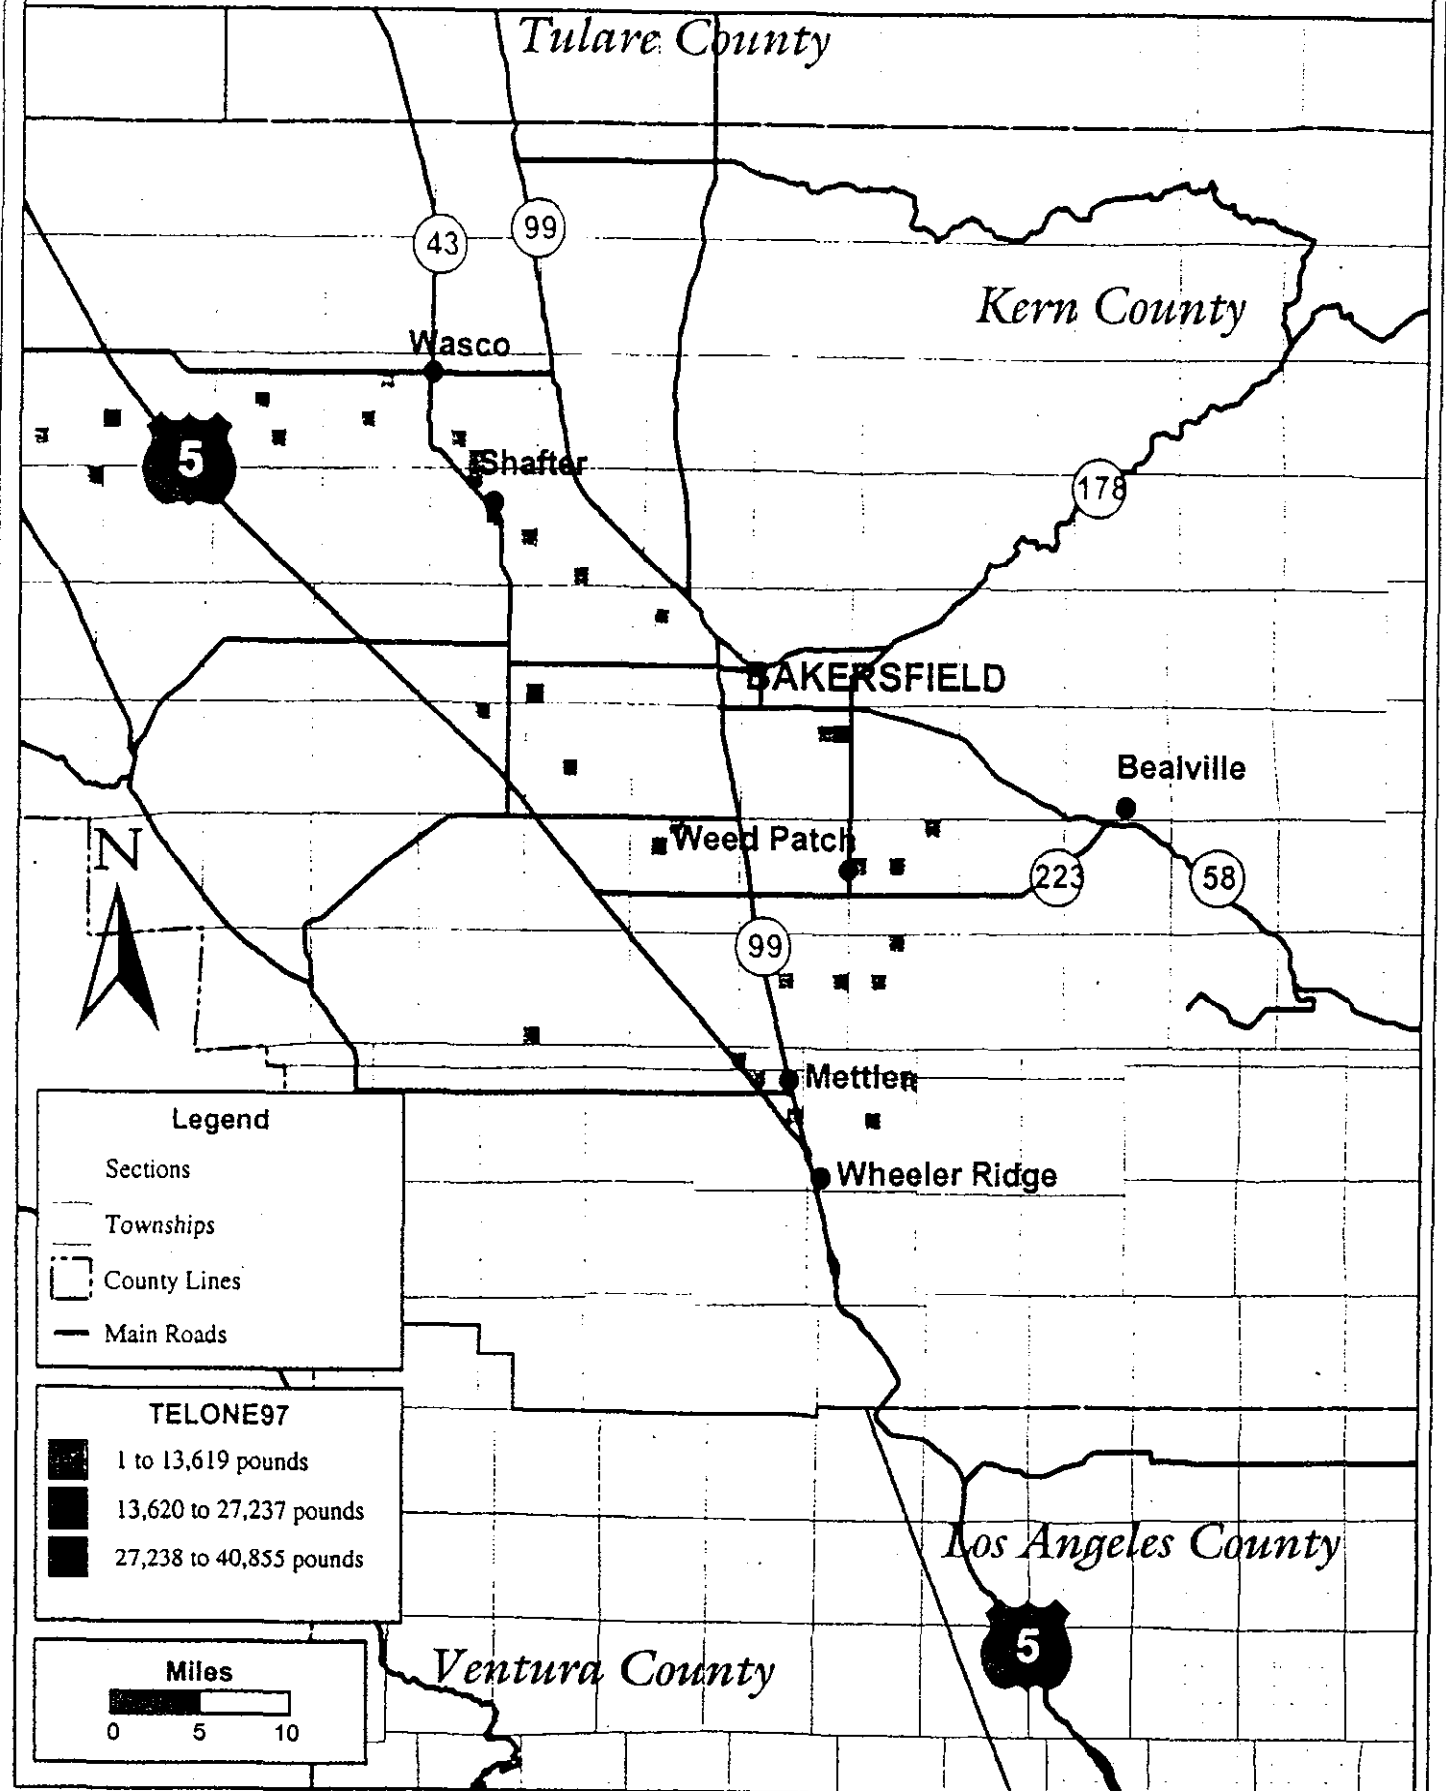 Tulare County
43
99
Kern County
Wasco
5
Shafter
178
BAKERSFIELD
Bealville
N
Weed Patch
223
58
99
Mettler
Wheeler Ridge
Legend
Sections
Townships
County Lines
Main Roads
TELONE97
1 to 13,619 pounds
13,620 to 27,237 pounds
27,238 to 40,855 pounds
Los Angeles County
5
Ventura County
Miles
0 5 10